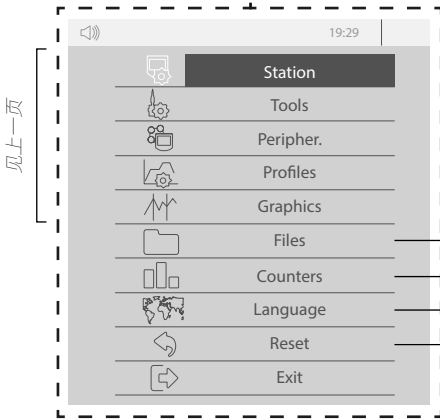 19:29
Station
Tools
Peripher.
Profiles
Graphics
Files
Counters
Language
Reset
Exit
见上一页